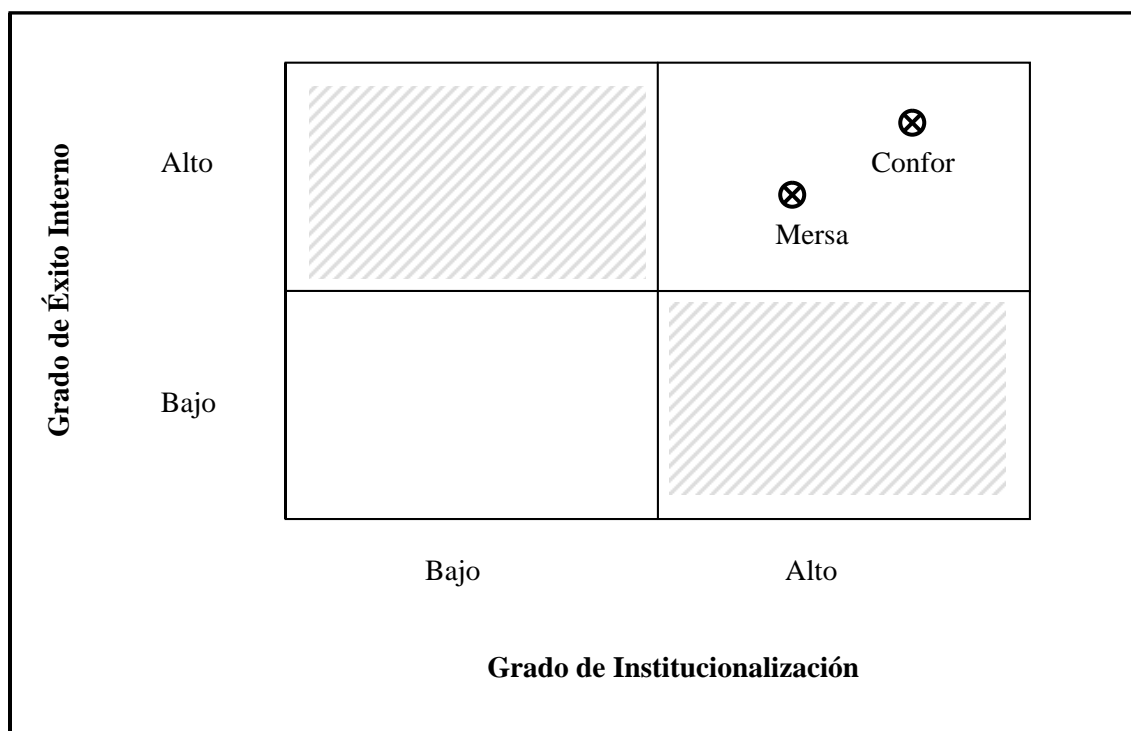 Grado de Éxito Interno
Alto
Confor
Mersa
Bajo
Bajo
Alto
Grado de Institucionalización